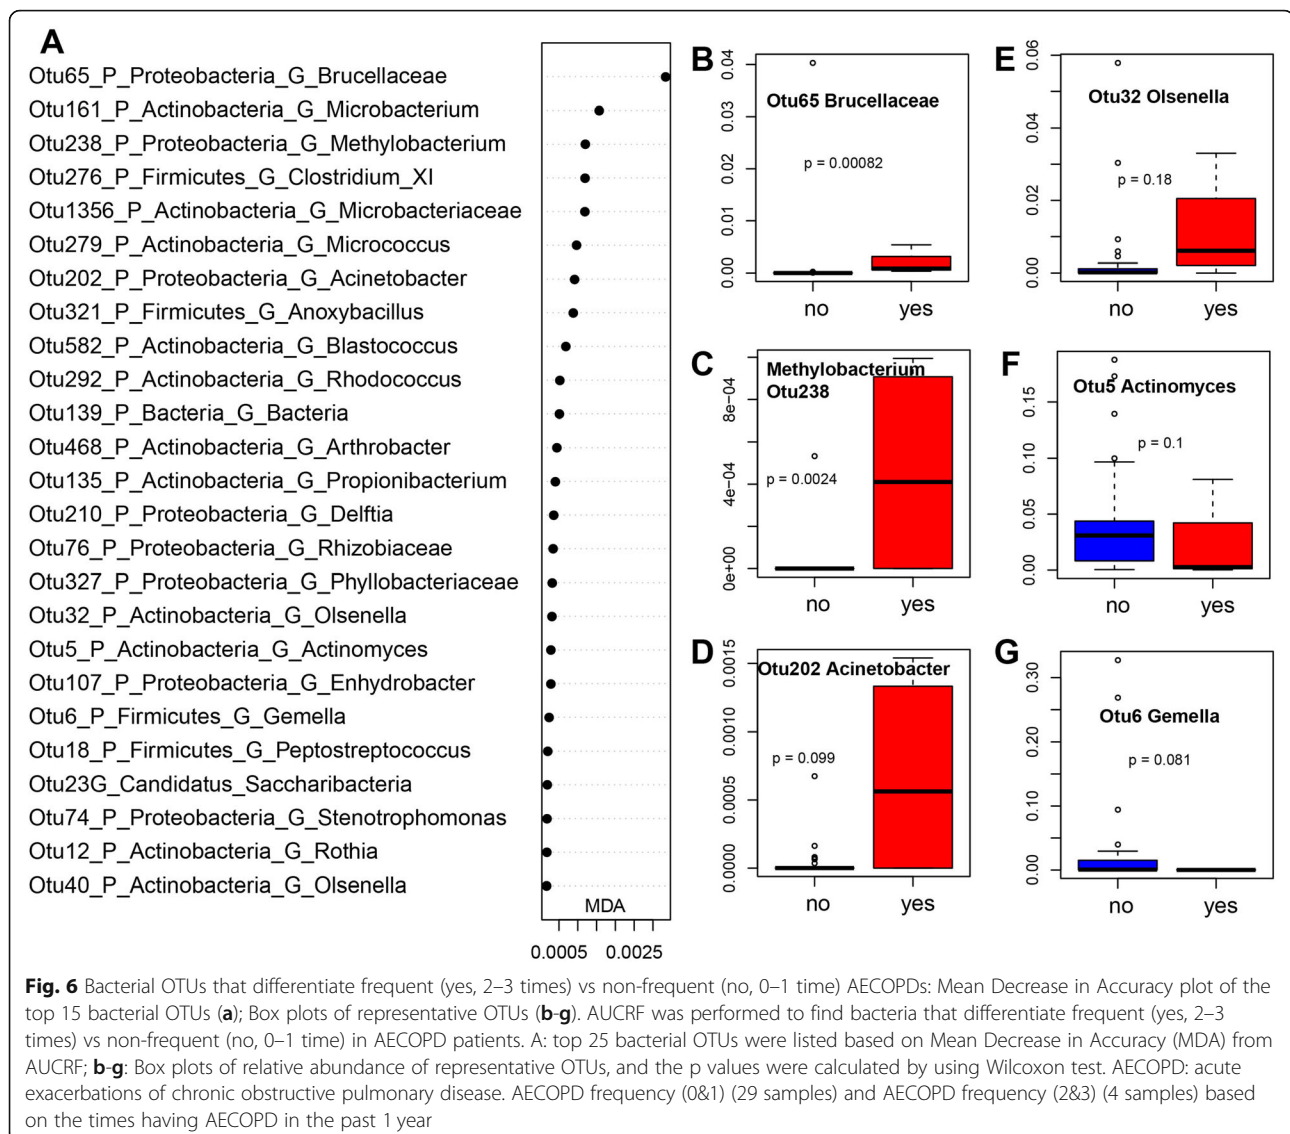 A
Otu65_P_Proteobacteria_G_Brucellaceae
Otu161_P_Actinobacteria_G_Microbacterium
Otu238_P_Proteobacteria_G_Methylobacterium
Otu276_P_Firmicutes_G_Clostridium_XI
Otu1356_P_Actinobacteria_G_Microbacteriaceae
Otu279_P_Actinobacteria_G_Micrococcus
Otu202_P_Proteobacteria_G_Acinetobacter
Otu321_P_Firmicutes_G_Anoxybacillus
Otu582_P_Actinobacteria_G_Blastococcus
Otu292_P_Actinobacteria_G_Rhodococcus
Otu139_P_Bacteria_G_Bacteria
Otu468_P_Actinobacteria_G_Arthrobacter
Otu135_P_Actinobacteria_G_Propionibacterium
Otu210_P_Proteobacteria_G_Delftia
Otu76_P_Proteobacteria_G_Rhizobiaceae
Otu327_P_Proteobacteria_G_Phyllobacteriaceae
Otu32_P_Actinobacteria_G_Olsenella
Otu5_P_Actinobacteria_G_Actinomyces
Otu107_P_Proteobacteria_G_Enhydrobacter
Otu6_P_Firmicutes_G_Gemella
Otu18_P_Firmicutes_G_Peptostreptococcus
Otu23G_Candidatus_Saccharibacteria
Otu74_P_Proteobacteria_G_Stenotrophomonas
Otu12_P_Actinobacteria_G_Rothia
Otu40_P_Actinobacteria_G_Olsenella
MDA
0.0005 0.0025
B
0.04
0.03
0.02
0.01
0.00
Otu65 Brucellaceae
p = 0.00082
no yes
C
8e-04
4e-04
0e+00
Methylobacterium
Otu238
p = 0.0024
no yes
D
0.0015
0.0010
0.0005
0.0000
Otu202 Acinetobacter
p = 0.099
no yes
E
0.06
0.04
0.02
0.00
Otu32 Olsenella
p = 0.18
no yes
F
0.15
0.10
0.05
0.00
Otu5 Actinomyces
p = 0.1
no yes
G
0.30
0.20
0.10
0.00
Otu6 Gemella
p = 0.081
no yes
Fig. 6 Bacterial OTUs that differentiate frequent (yes, 2–3 times) vs non-frequent (no, 0–1 time) AECOPDs: Mean Decrease in Accuracy plot of the
top 15 bacterial OTUs (a); Box plots of representative OTUs (b-g). AUCRF was performed to find bacteria that differentiate frequent (yes, 2–3
times) vs non-frequent (no, 0–1 time) in AECOPD patients. A: top 25 bacterial OTUs were listed based on Mean Decrease in Accuracy (MDA) from
AUCRF; b-g: Box plots of relative abundance of representative OTUs, and the p values were calculated by using Wilcoxon test. AECOPD: acute
exacerbations of chronic obstructive pulmonary disease. AECOPD frequency (0&1) (29 samples) and AECOPD frequency (2&3) (4 samples) based
on the times having AECOPD in the past 1 year